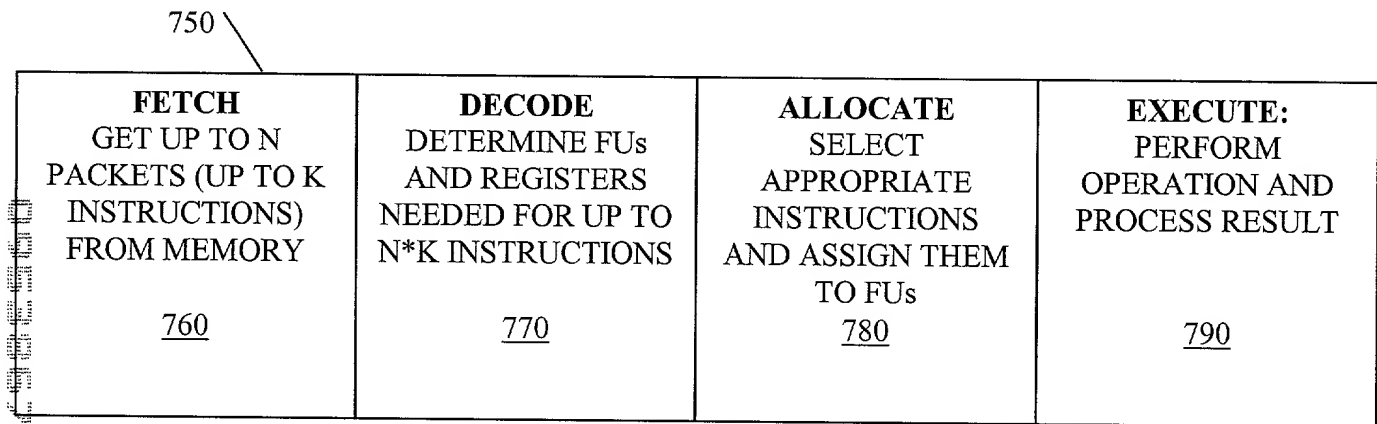 750
FETCH
GET UP TO N
PACKETS (UP TO K
INSTRUCTIONS)
FROM MEMORY
760
DECODE
DETERMINE FUs
AND REGISTERS
NEEDED FOR UP TO
N*K INSTRUCTIONS
770
ALLOCATE
SELECT
APPROPRIATE
INSTRUCTIONS
AND ASSIGN THEM
TO FUs
780
EXECUTE:
PERFORM
OPERATION AND
PROCESS RESULT
790